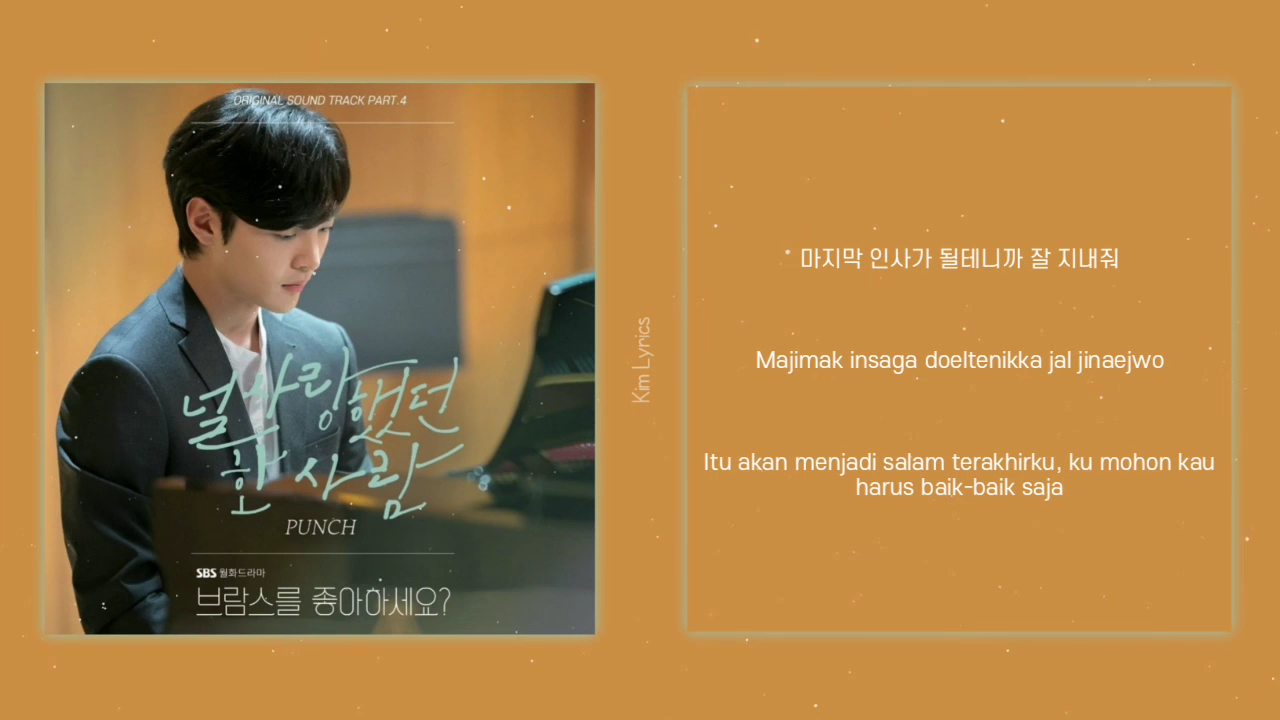 ORIGINAL SOUND TRACK PART.4
널 사랑했던
한 사람
PUNCH
SBS 월화드라마
브람스를 좋아하세요?
Kim Lyrics
마지막 인사가 될테니까 잘 지내줘
Majimak insaga doeltenikka jal jinaejwo
Itu akan menjadi salam terakhirku, ku mohon kau
harus baik-baik saja